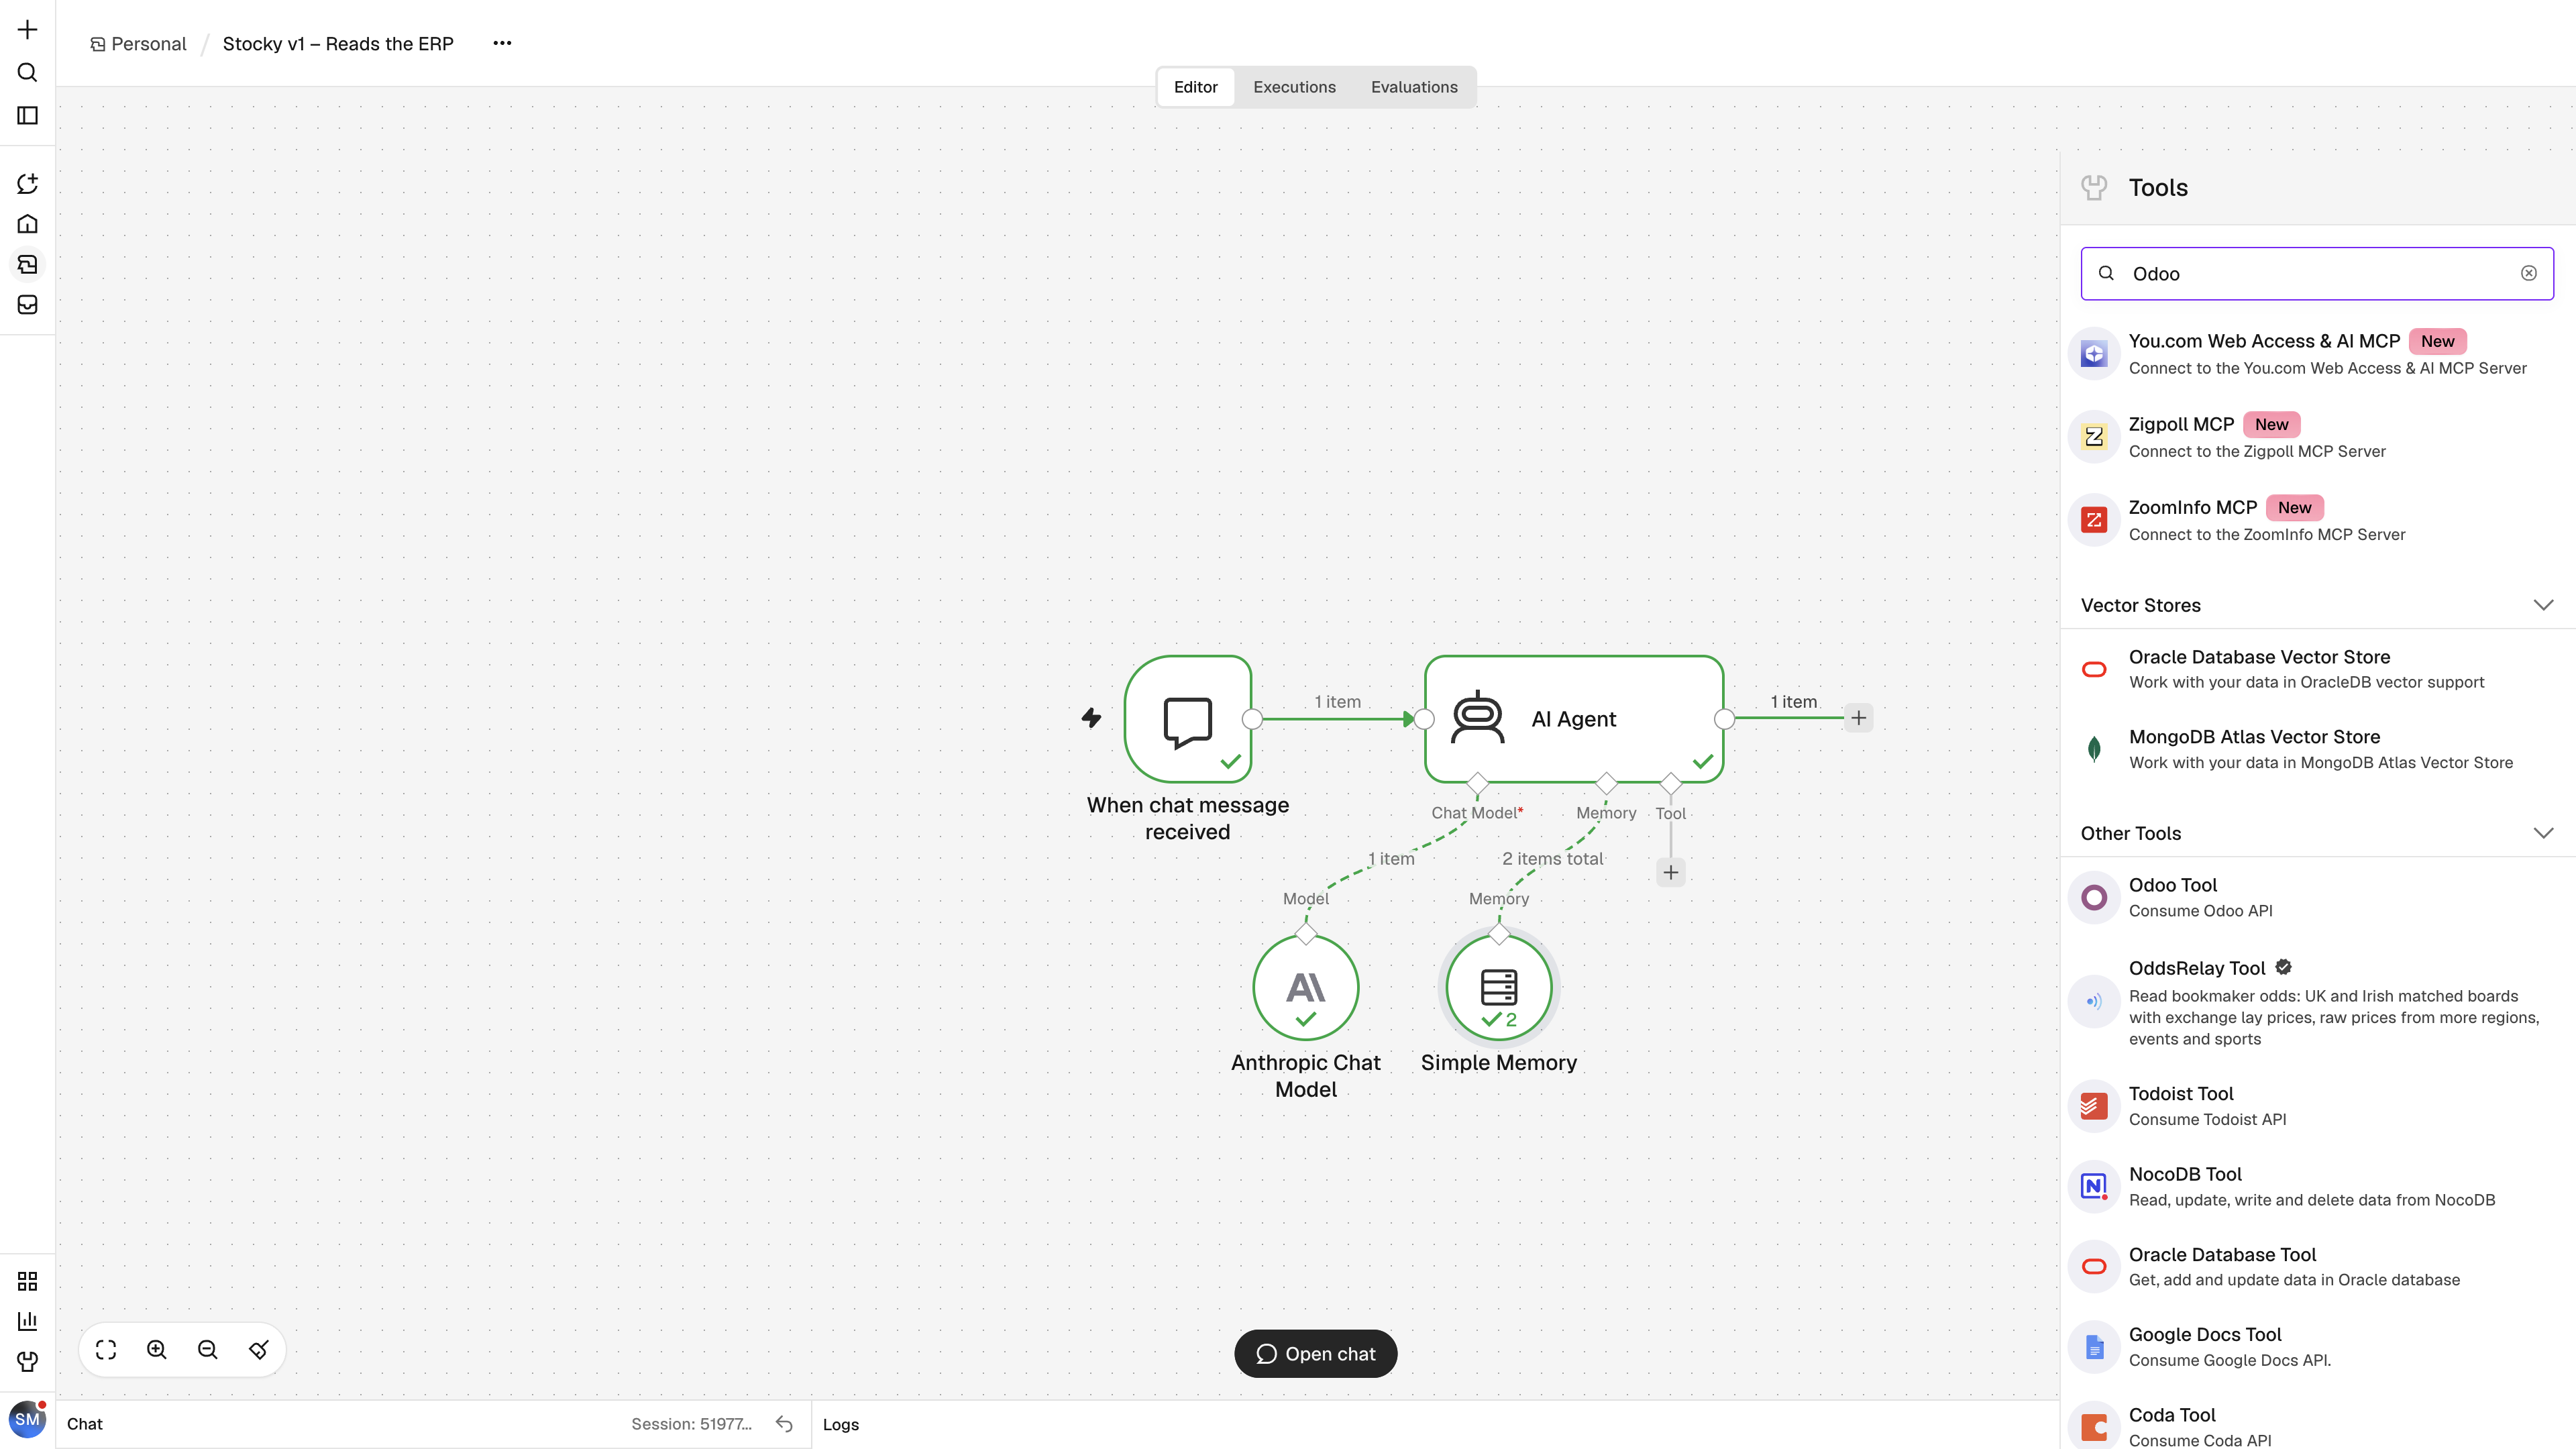 Personal / Stocky v1 – Reads the ERP
Editor Executions Evaluations
1 item
AI Agent
1 item
When chat message
received
Chat Model*
Memory
Tool
1 item
2 items total
Model
Memory
2
Anthropic Chat
Model
Simple Memory
Open chat
SM
Chat
Session: 51977...
Logs
Tools
Odoo
You.com Web Access & AI MCP New
Connect to the You.com Web Access & AI MCP Server
Zigpoll MCP New
Connect to the Zigpoll MCP Server
ZoomInfo MCP New
Connect to the ZoomInfo MCP Server
Vector Stores
Oracle Database Vector Store
Work with your data in OracleDB vector support
MongoDB Atlas Vector Store
Work with your data in MongoDB Atlas Vector Store
Other Tools
Odoo Tool
Consume Odoo API
OddsRelay Tool
Read bookmaker odds: UK and Irish matched boards
with exchange lay prices, raw prices from more regions,
events and sports
Todoist Tool
Consume Todoist API
NocoDB Tool
Read, update, write and delete data from NocoDB
Oracle Database Tool
Get, add and update data in Oracle database
Google Docs Tool
Consume Google Docs API.
Coda Tool
Consume Coda API